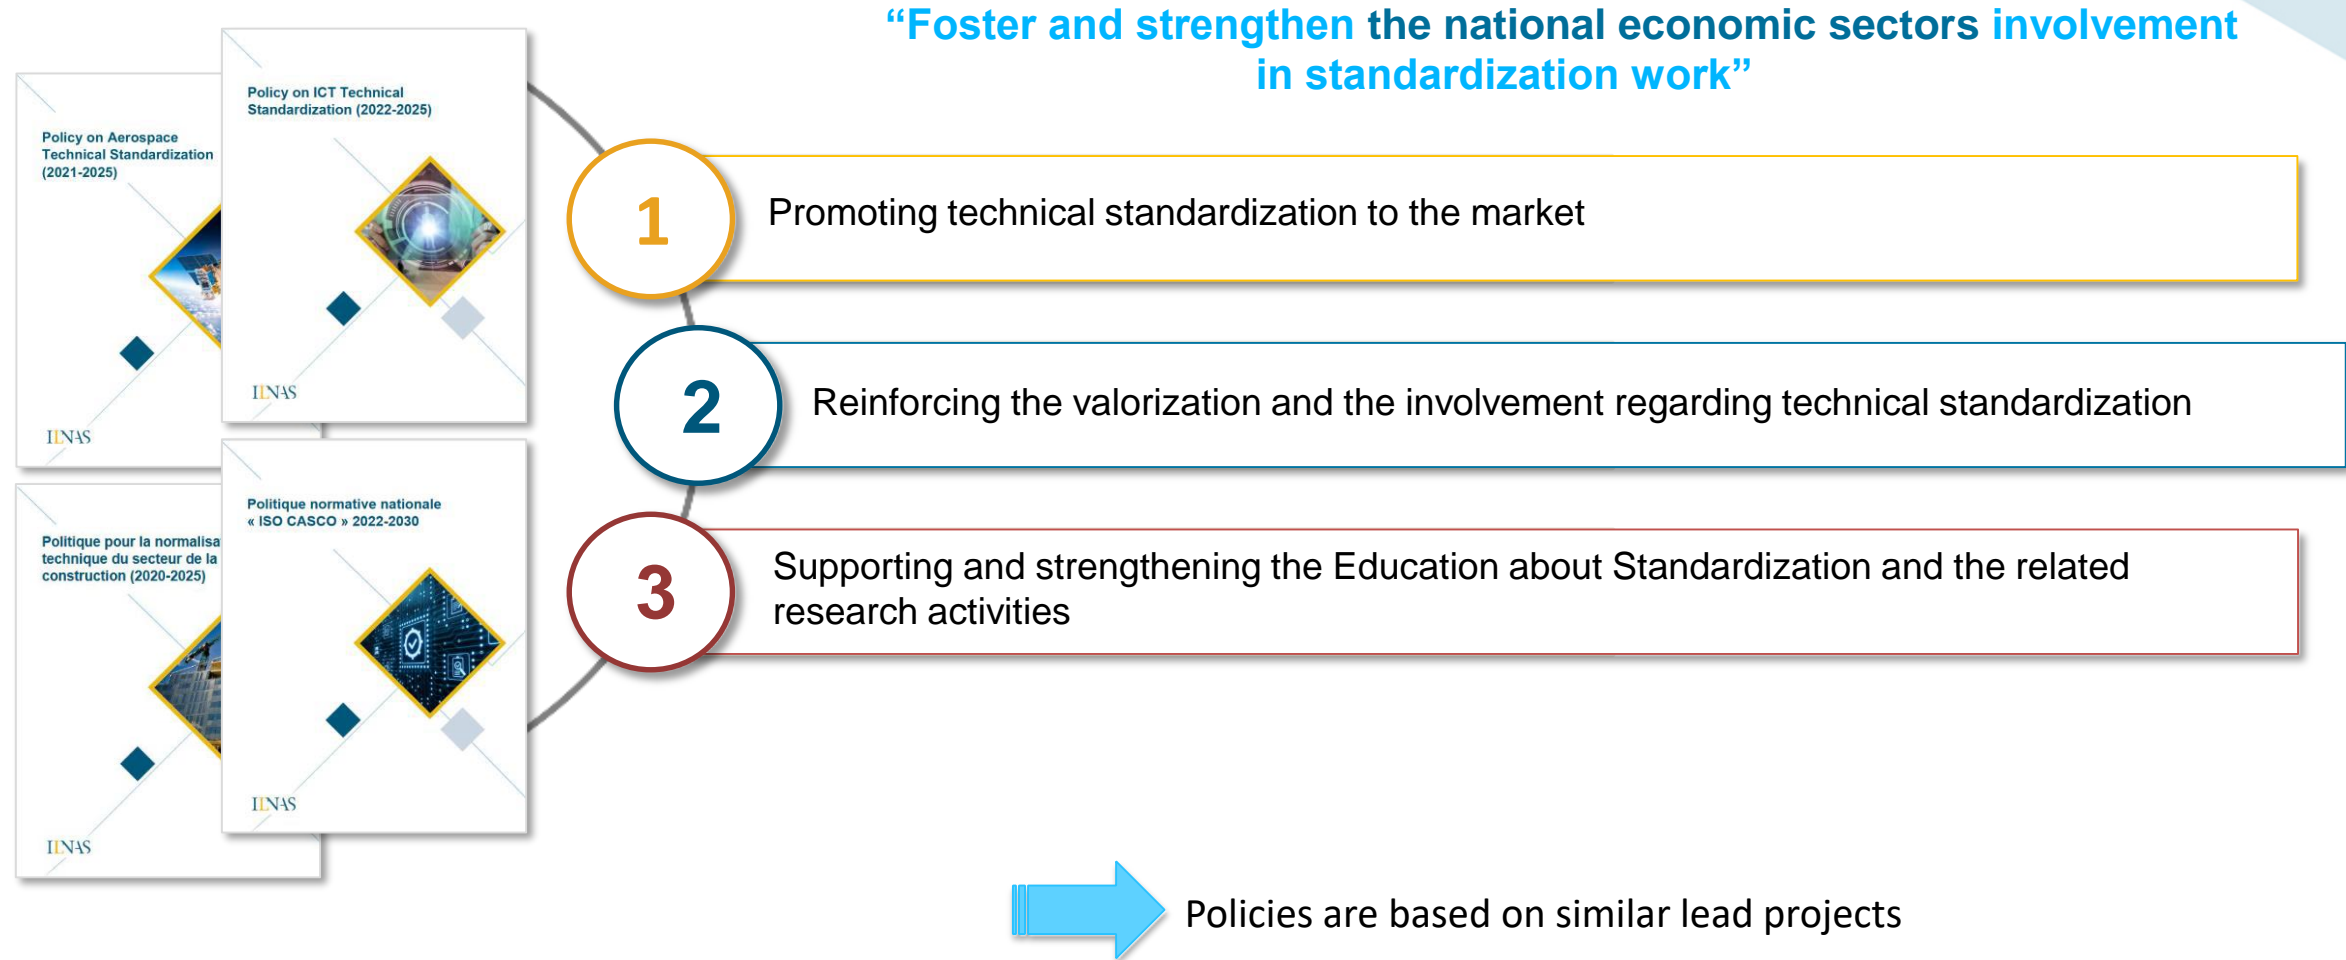 “Foster and strengthen the national economic sectors involvement
in standardization work”
Policy on Aerospace
Technical Standardization
(2021-2025)
ILNAS
Policy on ICT Technical
Standardization (2022-2025)
ILNAS
Politique pour la
technique du secteur de la
construction (2020-2025)
ILNAS
Politique normative nationale
« ISO CASCO » 2022-2030
ILNAS
1
Promoting technical standardization to the market
2
Reinforcing the valorization and the involvement regarding technical standardization
3
Supporting and strengthening the Education about Standardization and the related
research activities
Policies are based on similar lead projects